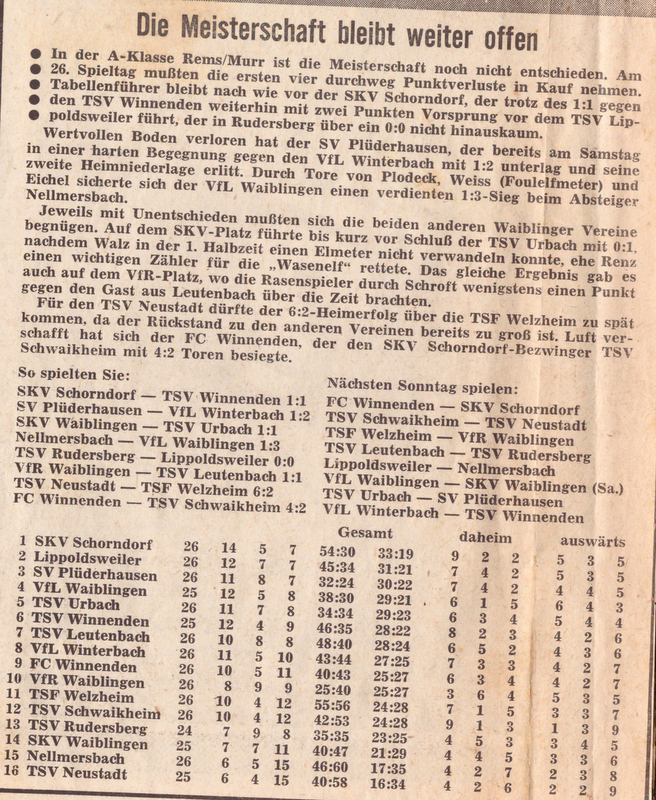 Die Meisterschaft bleibt weiter offen
● In der A-Klasse Rems/Murr ist die Meisterschaft noch nicht entschieden. Am
● 26. Spieltag mußten die ersten vier durchweg Punktverluste in Kauf nehmen.
● Tabellenführer bleibt nach wie vor der SKV Schorndorf, der trotz des 1:1 gegen
● den TSV Winnenden weiterhin mit zwei Punkten Vorsprung vor dem TSV Lip-
● poldsweiler führt, der in Rudersberg über ein 0:0 nicht hinauskaum.
Wertvollen Boden verloren hat der SV Plüderhausen, der bereits am Samstag
in einer harten Begegnung gegen den VfL Winterbach mit 1:2 unterlag und seine
zweite Heimniederlage erlitt. Durch Tore von Plodeck, Weiss (Foulelfmeter) und
Eichel sicherte sich der VfL Waiblingen einen verdienten 1:3-Sieg beim Absteiger
Nellmersbach.
Jeweils mit Unentschieden mußten sich die beiden anderen Waiblinger Vereine
begnügen. Auf dem SKV-Platz führte bis kurz vor Schluß der TSV Urbach mit 0:1,
nachdem Walz in der 1. Halbzeit einen Elmeter nicht verwandeln konnte, ehe Renz
einen wichtigen Zähler für die „Wasenelf“ rettete. Das gleiche Ergebnis gab es
auch auf dem VfR-Platz, wo die Rasenspieler durch Schroft wenigstens einen Punkt
gegen den Gast aus Leutenbach über die Zeit brachten.
Für den TSV Neustadt dürfte der 6:2-Heimerfolg über die TSF Welzheim zu spät
kommen, da der Rückstand zu den anderen Vereinen bereits zu groß ist. Luft ver-
schafft hat sich der FC Winnenden, der den SKV Schorndorf-Bezwinger TSV
Schwaikheim mit 4:2 Toren besiegte.
So spielten Sie:
SKV Schorndorf — TSV Winnenden 1:1
SV Plüderhausen — VfL Winterbach 1:2
SKV Waiblingen — TSV Urbach 1:1
Nellmersbach — VfL Waiblingen 1:3
TSV Rudersberg — Lippoldsweiler 0:0
VfR Waiblingen — TSV Leutenbach 1:1
TSV Neustadt — TSF Welzheim 6:2
FC Winnenden — TSV Schwaikheim 4:2
Nächsten Sonntag spielen:
FC Winnenden — SKV Schorndorf
TSV Schwaikheim — TSV Neustadt
TSF Welzheim — VfR Waiblingen
TSV Leutenbach — TSV Rudersberg
Lippoldsweiler — Nellmersbach
VfL Waiblingen — SKV Waiblingen (Sa.)
TSV Urbach — SV Plüderhausen
VfL Winterbach — TSV Winnenden
Gesamt daheim auswärts
1 SKV Schorndorf 26 14 5 7 54:30 33:19 9 2 2 5 3 5
2 Lippoldsweiler 26 12 7 7 45:34 31:21 7 4 2 5 3 5
3 SV Plüderhausen 26 11 8 7 32:24 30:22 7 4 2 4 4 5
4 VfL Waiblingen 25 12 5 8 38:30 29:21 6 1 5 6 4 3
5 TSV Urbach 26 11 7 8 34:34 29:23 6 3 4 5 4 4
6 TSV Winnenden 25 12 4 9 46:35 28:22 8 2 3 4 2 6
7 TSV Leutenbach 26 10 8 8 48:40 28:24 6 5 2 4 3 6
8 VfL Winterbach 26 11 5 10 43:44 27:25 7 3 3 4 2 7
9 FC Winnenden 26 10 5 11 40:43 25:27 6 3 4 4 2 7
10 VfR Waiblingen 26 8 9 9 25:40 25:27 3 6 4 5 3 5
11 TSF Welzheim 26 10 4 12 55:56 24:28 7 1 5 3 3 7
12 TSV Schwaikheim 26 10 4 12 42:53 24:28 9 1 3 1 3 9
13 TSV Rudersberg 24 7 9 8 35:35 23:25 4 5 3 3 4 5
14 SKV Waiblingen 25 7 7 11 40:47 21:29 4 4 5 3 3 6
15 Nellmersbach 26 6 5 15 46:60 17:35 4 2 7 2 3 8
16 TSV Neustadt 25 6 4 15 40:58 16:34 4 2 6 2 2 9